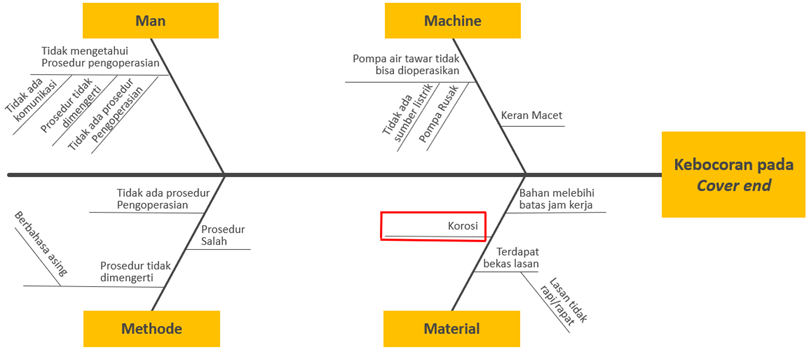 Man
Machine
Tidak mengetahui
Prosedur pengoperasian
Tidak ada
komunikasi
Prosedur tidak
dimengerti
Tidak ada prosedur
Pengoperasian
Pompa air tawar tidak
bisa dioperasikan
Tidak ada
sumber listrik
Pompa Rusak
Keran Macet
Kebocoran pada
Cover end
Tidak ada prosedur
Pengoperasian
Prosedur
Salah
Berbahasa asing
Prosedur tidak
dimengerti
Bahan melebihi
batas jam kerja
Korosi
Terdapat
bekas lasan
Lasan tidak
rapi/rapat
Methode
Material